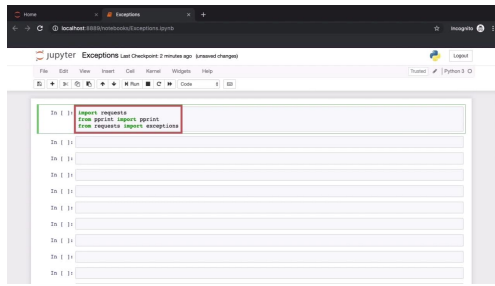 Home
Exceptions
localhost:8889/notebooks/Exceptions.ipynb
Incognito
jupyter Exceptions Last Checkpoint: 2 minutes ago (unsaved changes)
Logout
File Edit View Insert Cell Kernel Widgets Help
Trusted Python 3
Run Code
In [ ]: import requests
from pprint import pprint
from requests import exceptions
In [ ]:
In [ ]:
In [ ]:
In [ ]:
In [ ]:
In [ ]:
In [ ]:
In [ ]:
In [ ]: